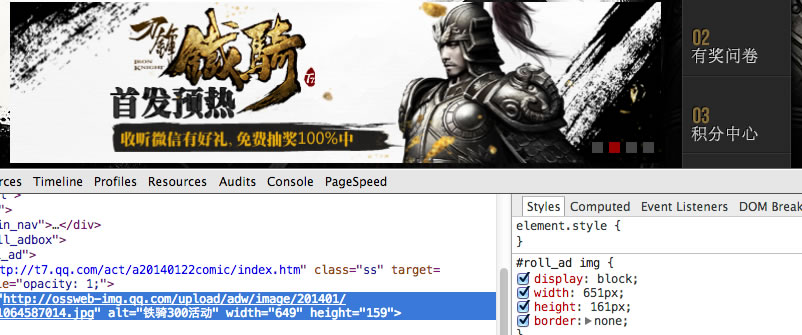 刀锋
铁骑
IRON
KNIGHT
T7
首发预热
收听微信有好礼，免费抽奖100%中
02
有奖问卷
03
积分中心
rces Timeline Profiles Resources Audits Console PageSpeed
">
">
in_nav">…</div>
ll_adbox">
l_ad">
tp://t7.qq.com/act/a20140122comic/index.htm" class="ss" target=
le="opacity: 1;">
"http://ossweb-img.qq.com/upload/adw/image/201401/
1064587014.jpg" alt="铁骑300活动" width="649" height="159">
Styles Computed Event Listeners DOM Break
element.style {
}
#roll_ad img {
display: block;
width: 651px;
height: 161px;
border: none;